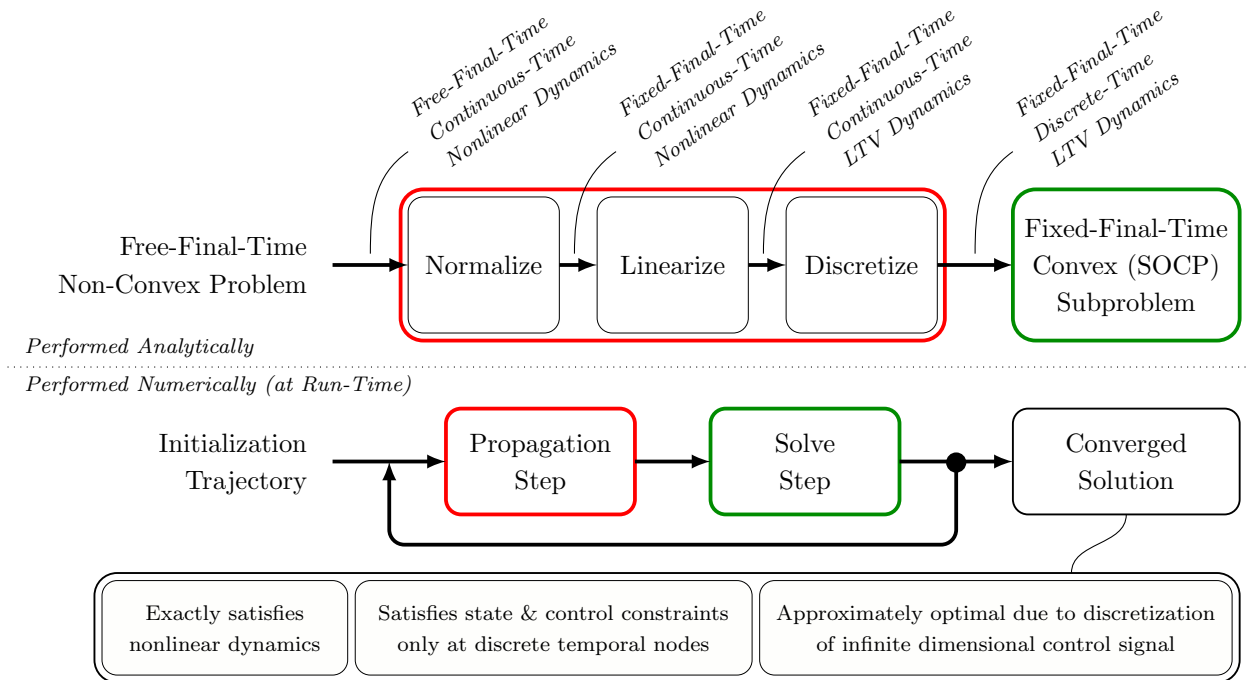 Free-Final-Time
Continuous-Time
Nonlinear Dynamics
Fixed-Final-Time
Continuous-Time
Nonlinear Dynamics
Fixed-Final-Time
Continuous-Time
LTV Dynamics
Fixed-Final-Time
Discrete-Time
LTV Dynamics
Free-Final-Time
Non-Convex Problem
Normalize
Linearize
Discretize
Fixed-Final-Time
Convex (SOCP)
Subproblem
Performed Analytically
Performed Numerically (at Run-Time)
Initialization
Trajectory
Propagation
Step
Solve
Step
Converged
Solution
Exactly satisfies
nonlinear dynamics
Satisfies state & control constraints
only at discrete temporal nodes
Approximately optimal due to discretization
of infinite dimensional control signal